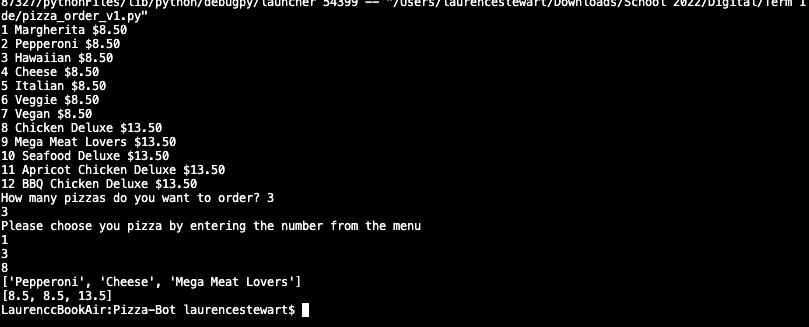 87327/pythonFiles/lib/python/debugpy/launcher 54399 -- "/Users/laurencestewart/Downloads/School 2022/Digital/Term 1
de/pizza_order_v1.py"
1 Margherita $8.50
2 Pepperoni $8.50
3 Hawaiian $8.50
4 Cheese $8.50
5 Italian $8.50
6 Veggie $8.50
7 Vegan $8.50
8 Chicken Deluxe $13.50
9 Mega Meat Lovers $13.50
10 Seafood Deluxe $13.50
11 Apricot Chicken Deluxe $13.50
12 BBQ Chicken Deluxe $13.50
How many pizzas do you want to order? 3
3
Please choose you pizza by entering the number from the menu
1
3
8
['Pepperoni', 'Cheese', 'Mega Meat Lovers']
[8.5, 8.5, 13.5]
LaurenccBookAir:Pizza-Bot laurencestewart$